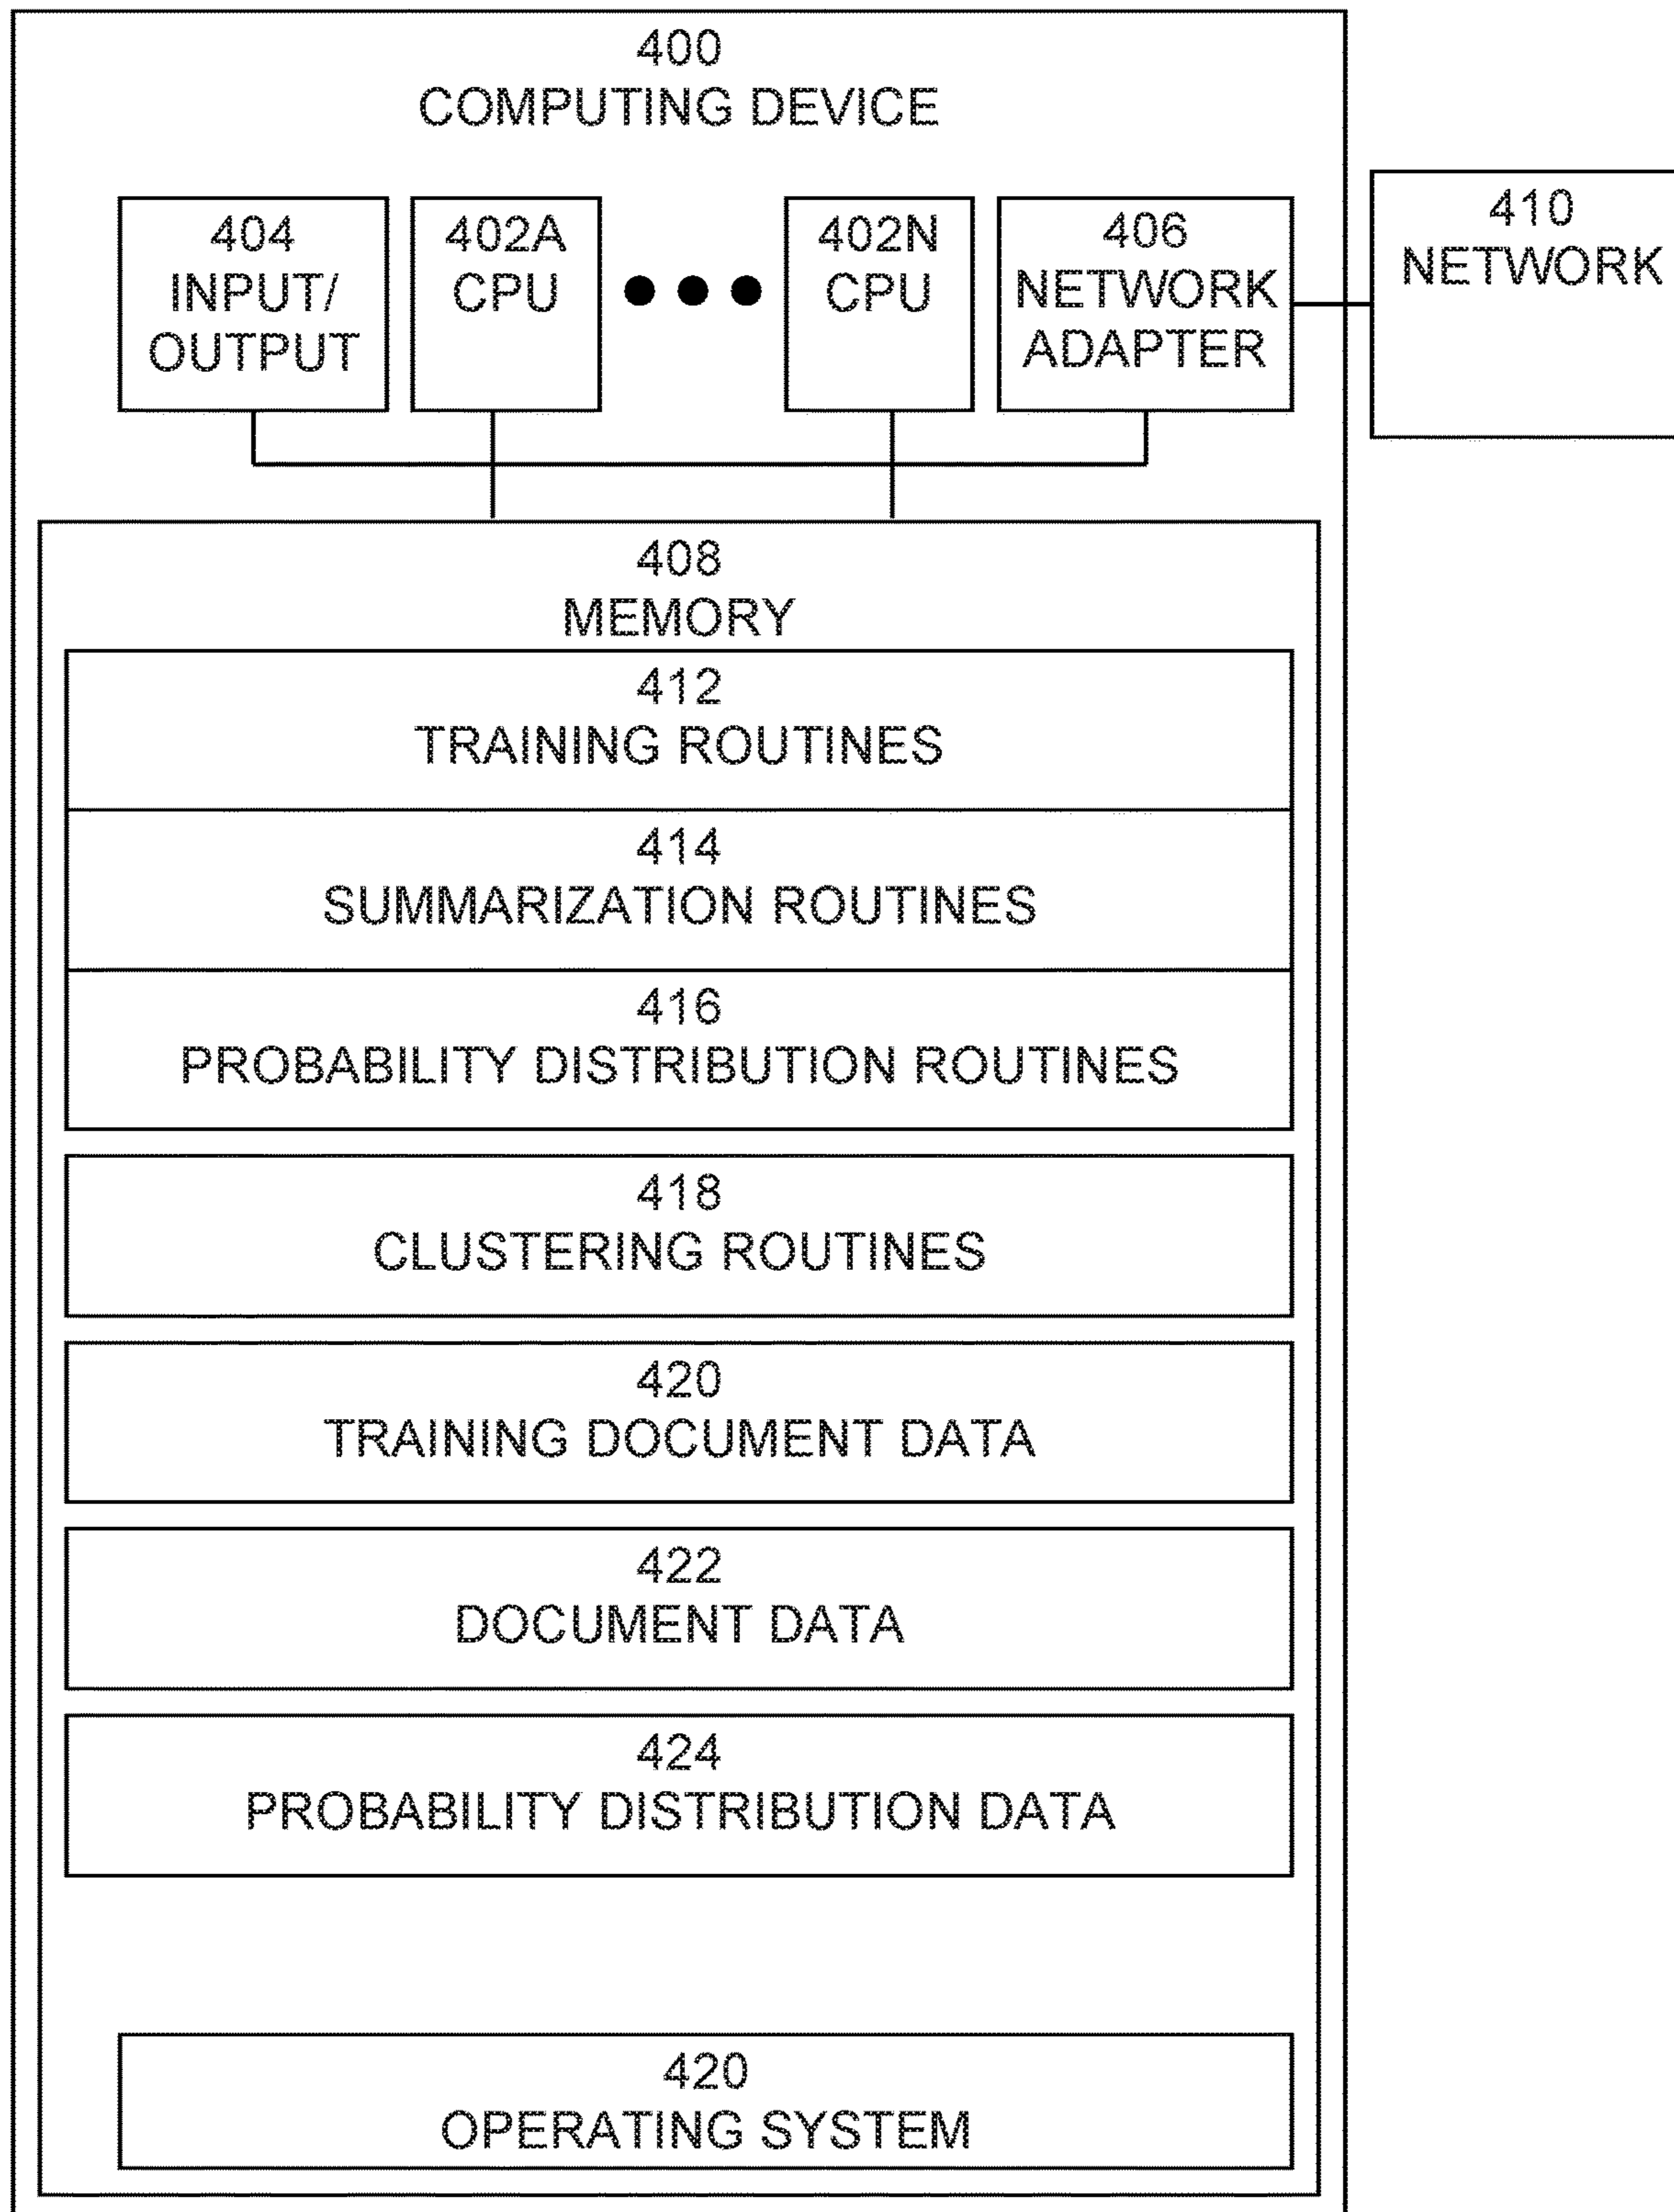 400
COMPUTING DEVICE
404
INPUT/
OUTPUT
402A
CPU
402N
CPU
406
NETWORK
ADAPTER
410
NETWORK
408
MEMORY
412
TRAINING ROUTINES
414
SUMMARIZATION ROUTINES
416
PROBABILITY DISTRIBUTION ROUTINES
418
CLUSTERING ROUTINES
420
TRAINING DOCUMENT DATA
422
DOCUMENT DATA
424
PROBABILITY DISTRIBUTION DATA
420
OPERATING SYSTEM